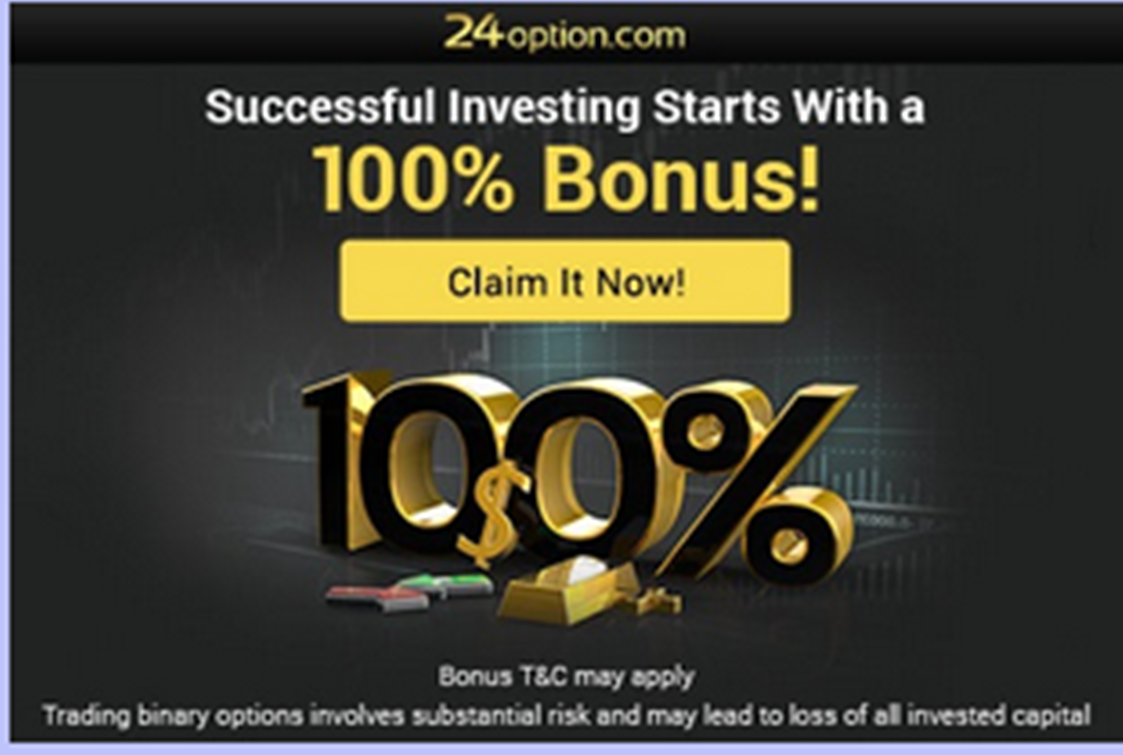 24option.com
Successful Investing Starts With a
100% Bonus!
Claim It Now!
100%
$
Bonus T&C may apply
Trading binary options involves substantial risk and may lead to loss of all invested capital